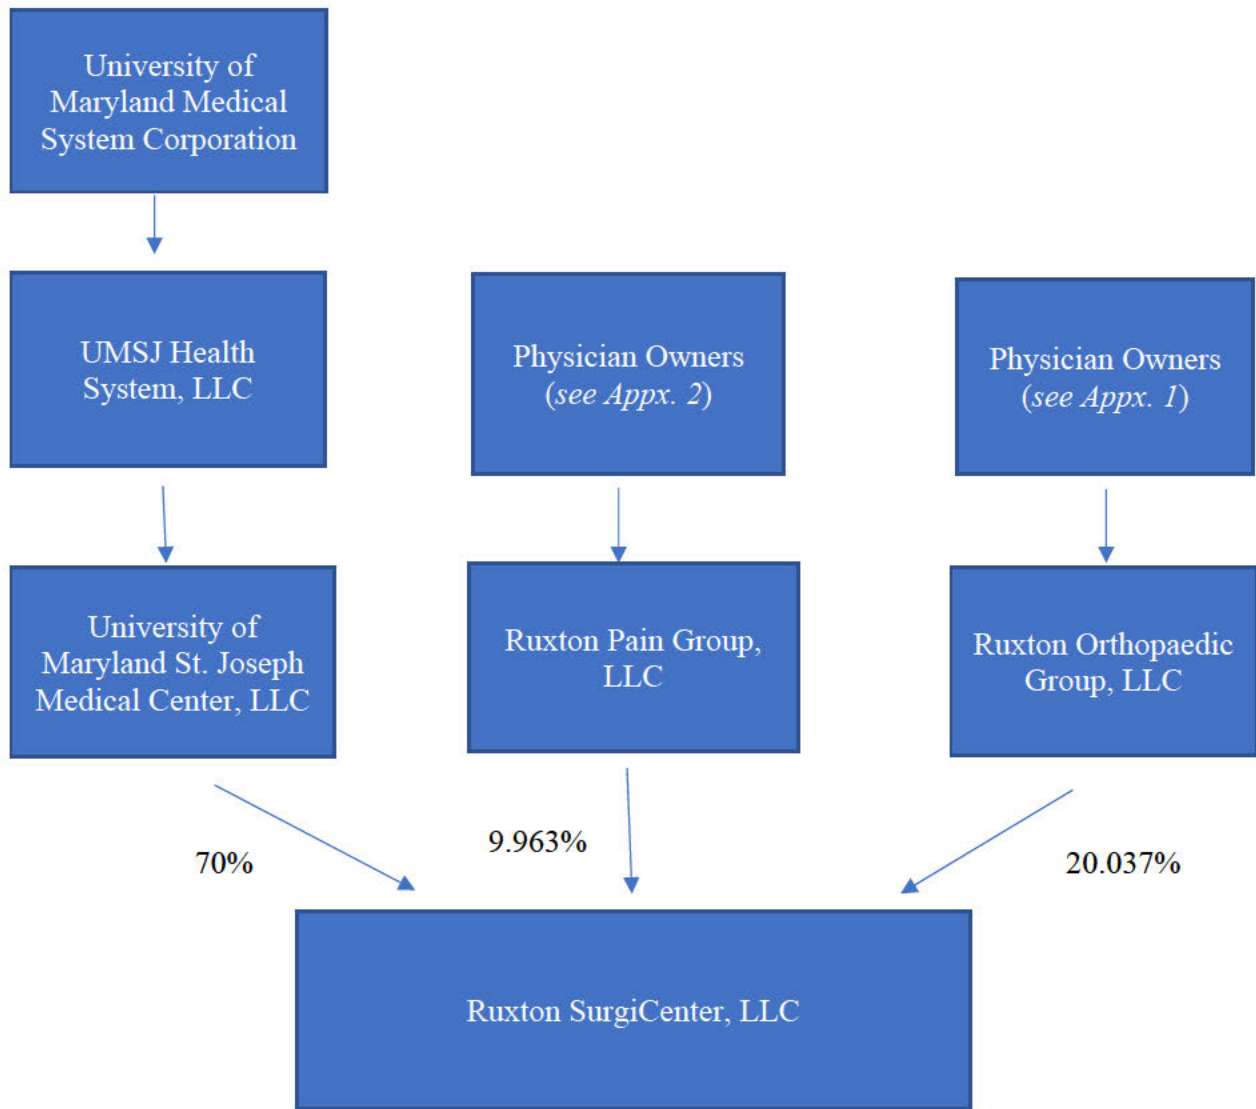 University of
Maryland Medical
System Corporation
UMSJ Health
System, LLC
Physician Owners
(see Appx. 2)
Physician Owners
(see Appx. 1)
University of
Maryland St. Joseph
Medical Center, LLC
Ruxton Pain Group,
LLC
Ruxton Orthopaedic
Group, LLC
70%
9.963%
20.037%
Ruxton SurgiCenter, LLC